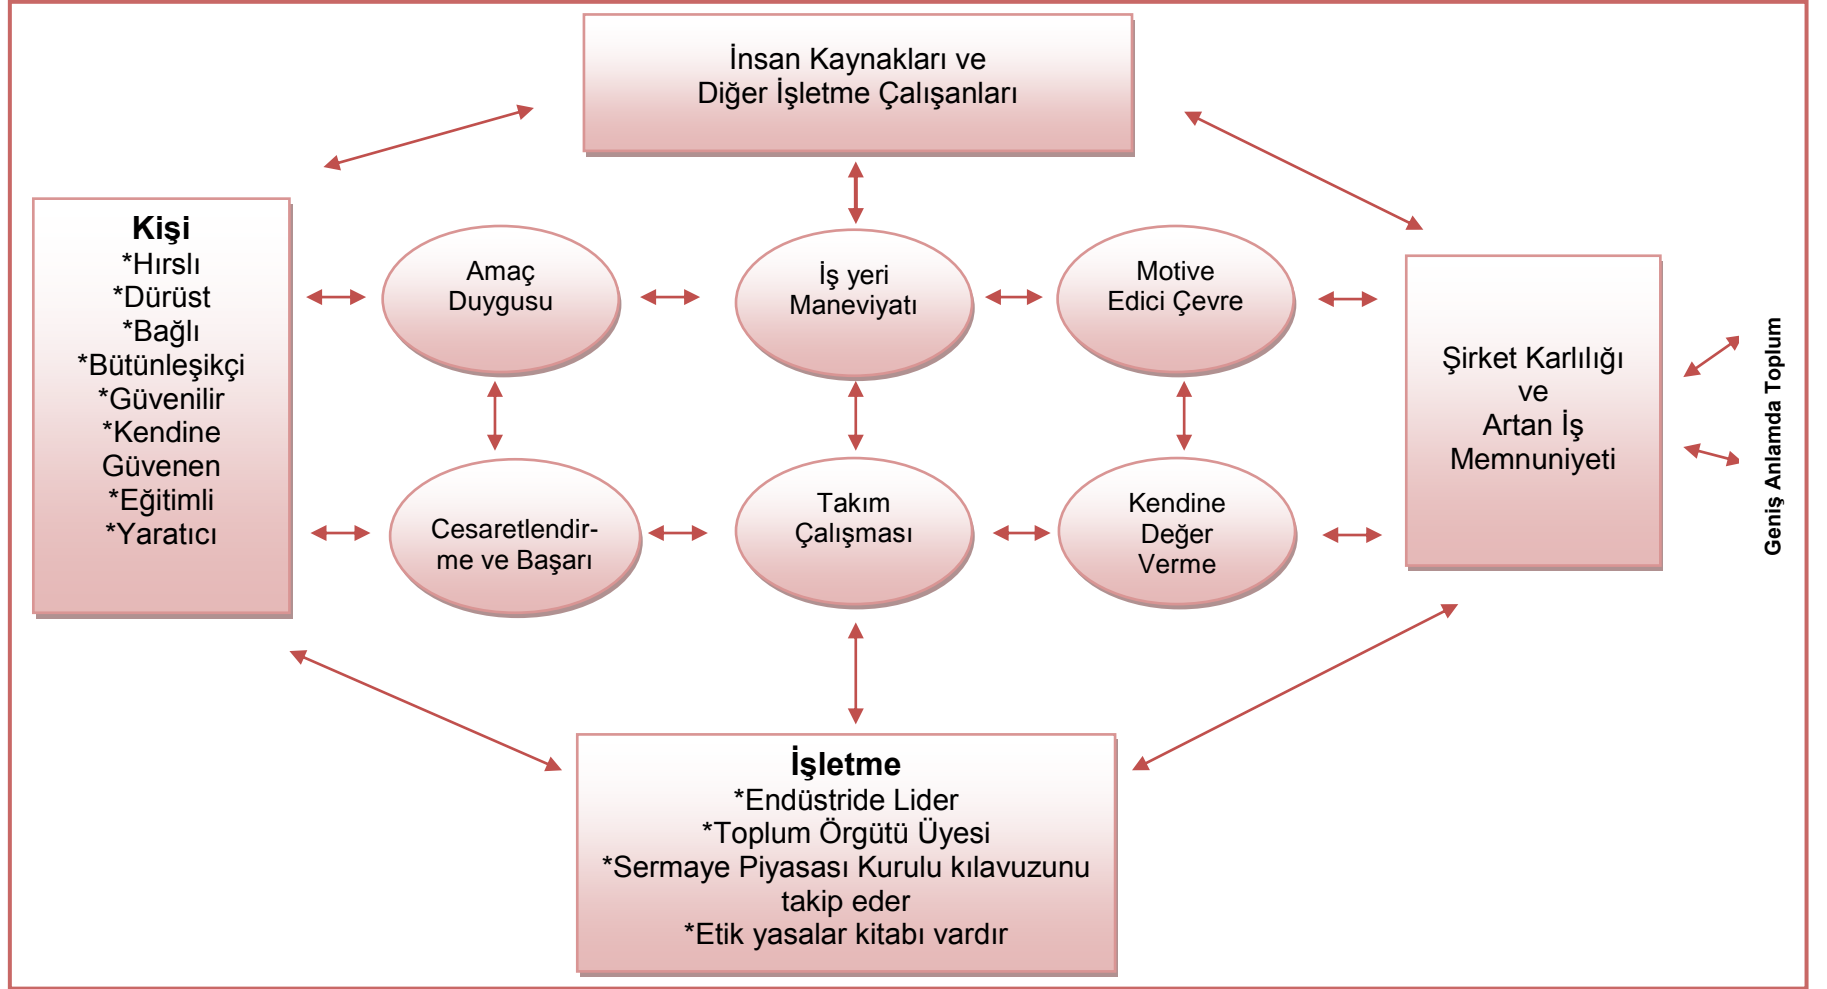 İnsan Kaynakları ve
Diğer İşletme Çalışanları
Kişi
*Hırslı
*Dürüst
*Bağlı
*Bütünleşikçi
*Güvenilir
*Kendine
Güvenen
*Eğitimli
*Yaratıcı
Amaç
Duygusu
İş yeri
Maneviyatı
Motive
Edici Çevre
Cesaretlendir-
me ve Başarı
Takım
Çalışması
Kendine
Değer
Verme
Şirket Karlılığı
ve
Artan İş
Memnuniyeti
Geniş Anlamda Toplum
İşletme
*Endüstride Lider
*Toplum Örgütü Üyesi
*Sermaye Piyasası Kurulu kılavuzunu
takip eder
*Etik yasalar kitabı vardır